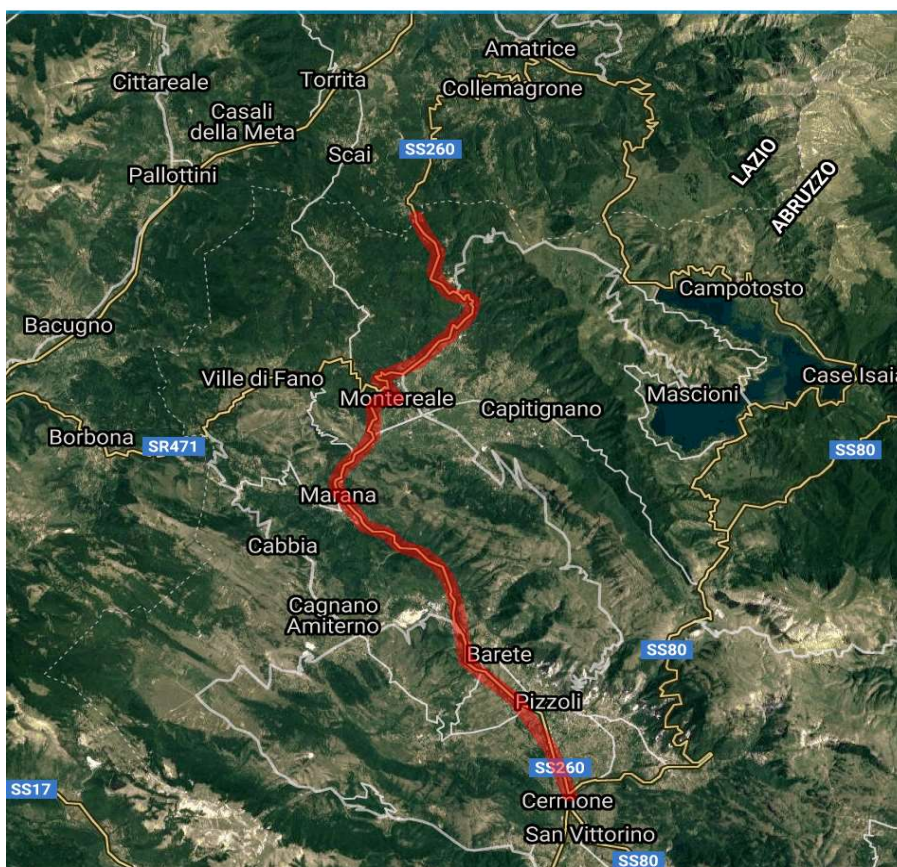 Amatrice
Cittareale
Torrita
Collemagrone
Casali
della Meta
SS260
Scai
LAZIO
Pallottini
ABRUZZO
Campotosto
Bacugno
Ville di Fano
Case Isaia
Mascioni
Montereale
Capitignano
Borbona
SR471
SS80
Marana
Cabbia
Cagnano
Amiterno
Barete
SS80
Pizzoli
SS260
SS17
Cermone
San Vittorino
SS80